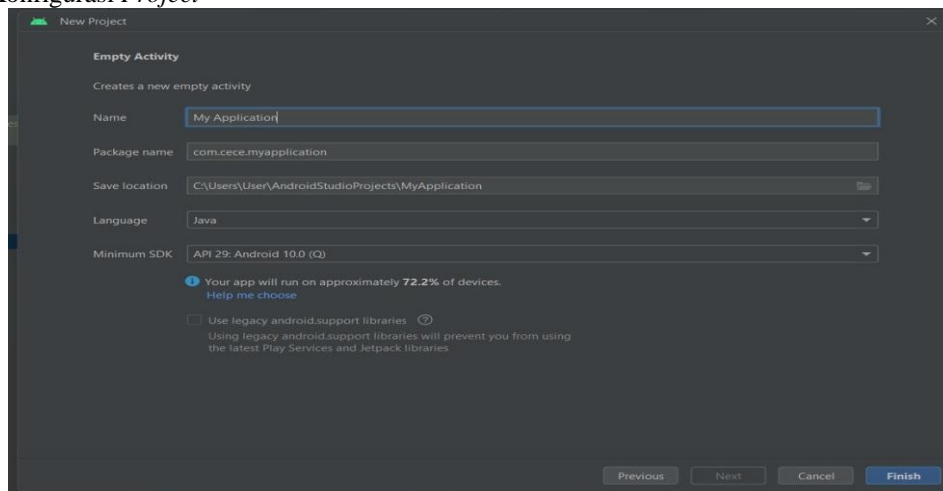 Konfigurasi Project
New Project
Empty Activity
Creates a new empty activity
Name My Application
Package name com.cece.myapplication
Save location C:\Users\User\AndroidStudioProjects\MyApplication
Language Java
Minimum SDK API 29: Android 10.0 (Q)
Your app will run on approximately 72.2% of devices.
Help me choose
Use legacy android.support libraries
Using legacy android.support libraries will prevent you from using
the latest Play Services and Jetpack libraries
Previous Next Cancel Finish